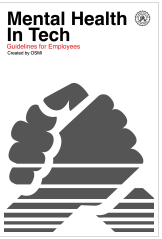 Mental Health
In Tech
Guidelines for Employees
Created by OSMI